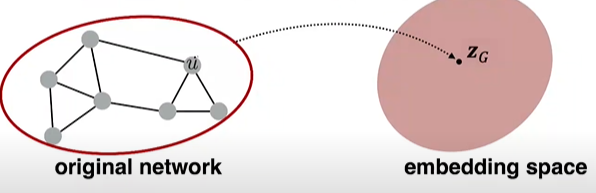 u
z_G
original network
embedding space